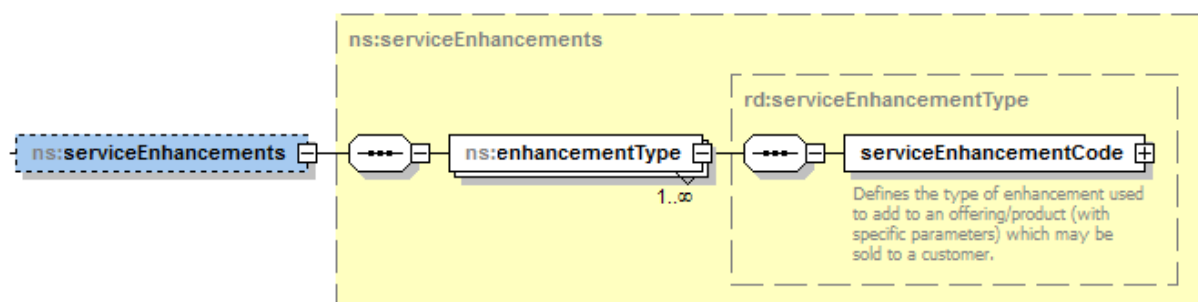 ns:serviceEnhancements
rd:serviceEnhancementType
ns:serviceEnhancements
ns:enhancementType
serviceEnhancementCode
1..∞
Defines the type of enhancement used
to add to an offering/product (with
specific parameters) which may be
sold to a customer.